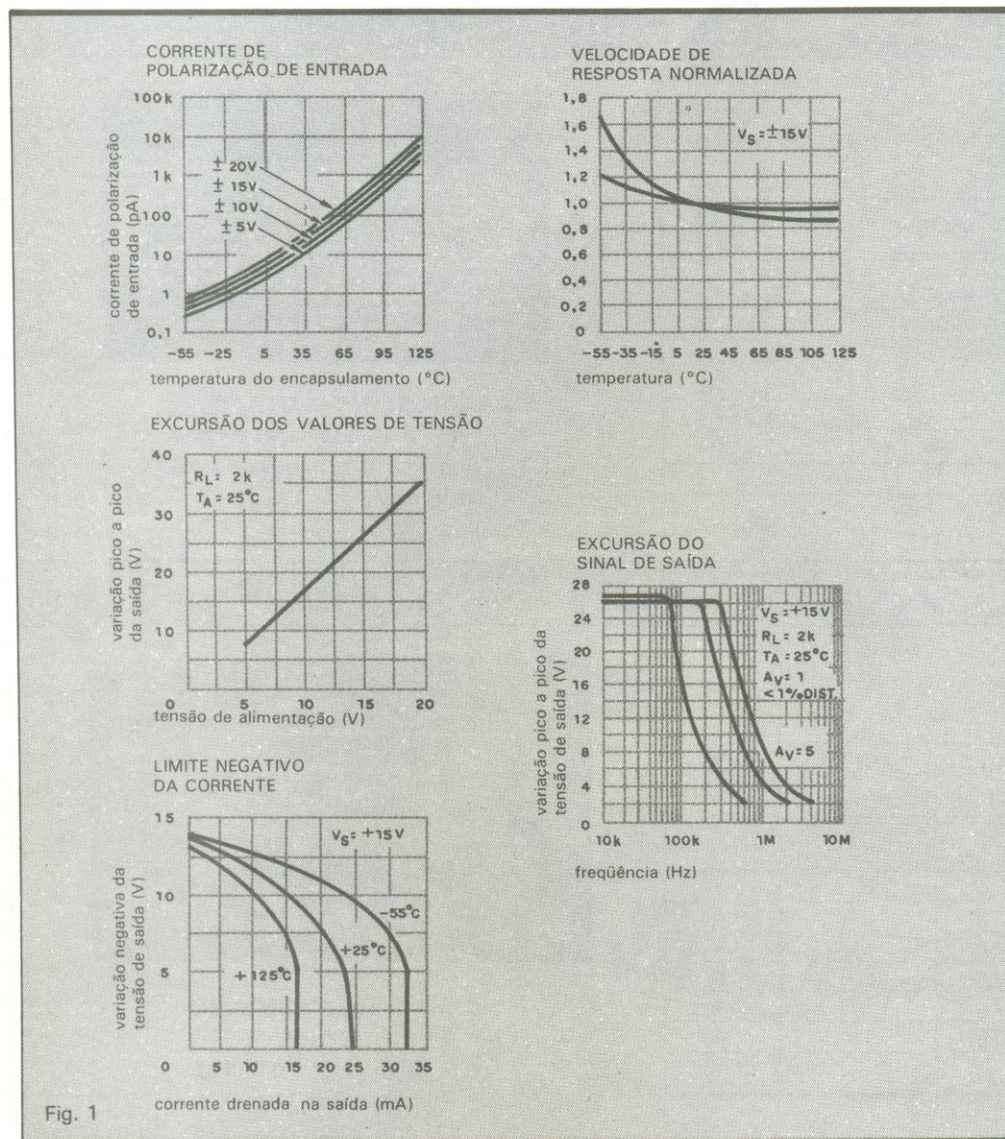 CORRENTE DE
POLARIZAÇÃO DE ENTRADA
corrente de polarização
de entrada (pA)
100k
10k
1k
100
10
1
0,1
± 20V
± 15V
± 10V
± 5V
-55 -25 5 35 65 95 125
temperatura do encapsulamento (°C)
VELOCIDADE DE
RESPOSTA NORMALIZADA
1,8
1,6
1,4
1,2
1,0
0,8
0,6
0,4
0,2
0
VS=±15V
-55-35-15 5 25 45 65 85 105 125
temperatura (°C)
EXCURSÃO DOS VALORES DE TENSÃO
variação pico a pico
da saída (V)
40
30
20
10
RL= 2k
TA=25°C
0 5 10 15 20
tensão de alimentação (V)
EXCURSÃO DO
SINAL DE SAÍDA
variação pico a pico da
tensão de saída (V)
28
24
20
16
12
8
4
0
VS=+15V
RL=2k
TA=25°C
AV=1
<1%DIST.
AV=5
10k 100k 1M 10M
freqüência (Hz)
LIMITE NEGATIVO
DA CORRENTE
variação negativa da
tensão de saída (V)
15
10
5
VS=+15V
-55°C
+25°C
+125°C
0 5 10 15 20 25 30 35
corrente drenada na saída (mA)
Fig. 1